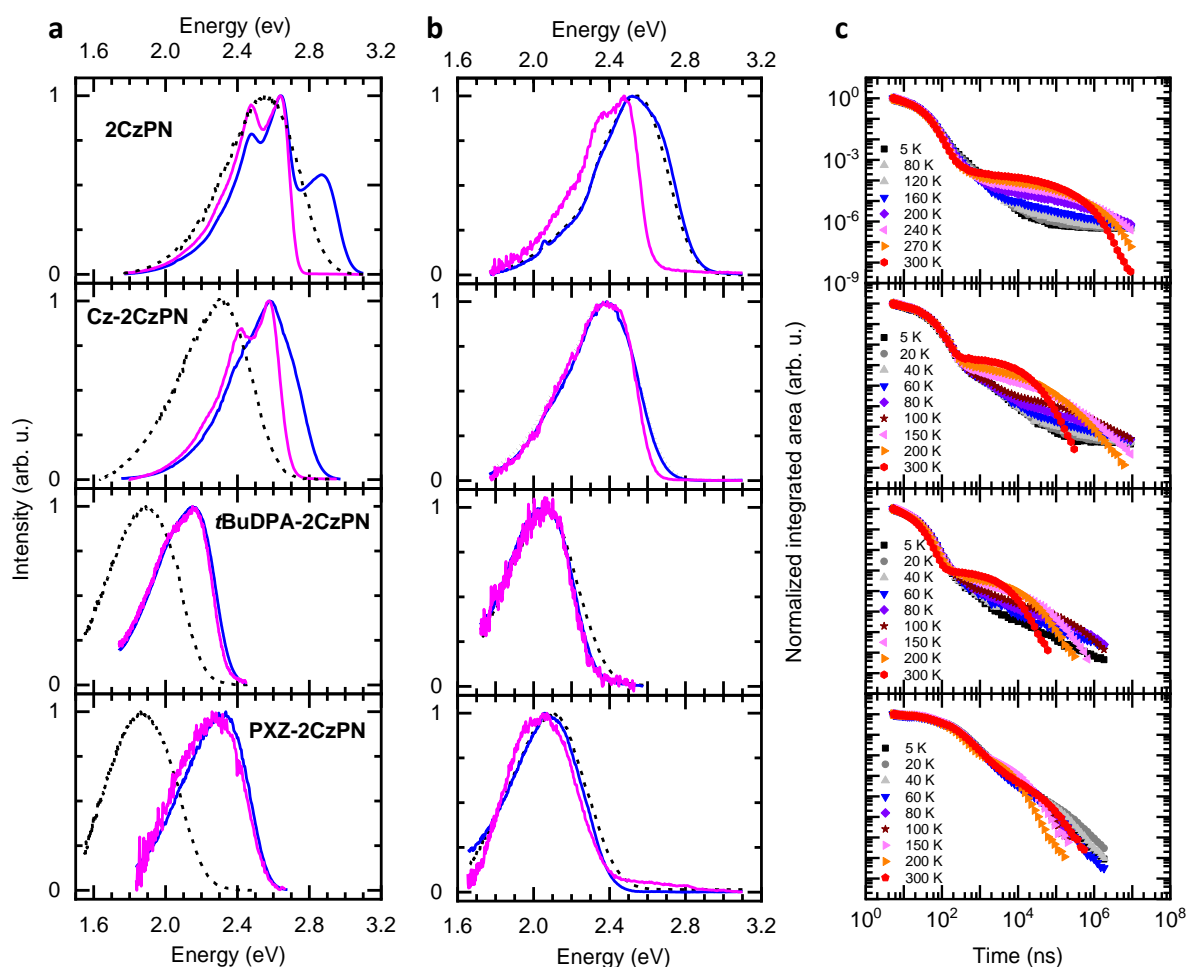 a
Energy (ev)
1.6 2.0 2.4 2.8 3.2
2CzPN
1
0
Cz-2CzPN
1
0
tBuDPA-2CzPN
1
0
PXZ-2CzPN
1
0
1.6 2.0 2.4 2.8 3.2
Energy (eV)
Intensity (arb. u.)
b
Energy (eV)
1.6 2.0 2.4 2.8 3.2
1
0
1
0
1
0
1
0
1.6 2.0 2.4 2.8 3.2
Energy (eV)
c
Normalized integrated area (arb. u.)
10^0
10^-3
10^-6
10^-9
5 K
80 K
120 K
160 K
200 K
240 K
270 K
300 K
5 K
20 K
40 K
60 K
80 K
100 K
150 K
200 K
300 K
5 K
20 K
40 K
60 K
80 K
100 K
150 K
200 K
300 K
5 K
20 K
40 K
60 K
80 K
100 K
150 K
200 K
300 K
10^0 10^2 10^4 10^6 10^8
Time (ns)